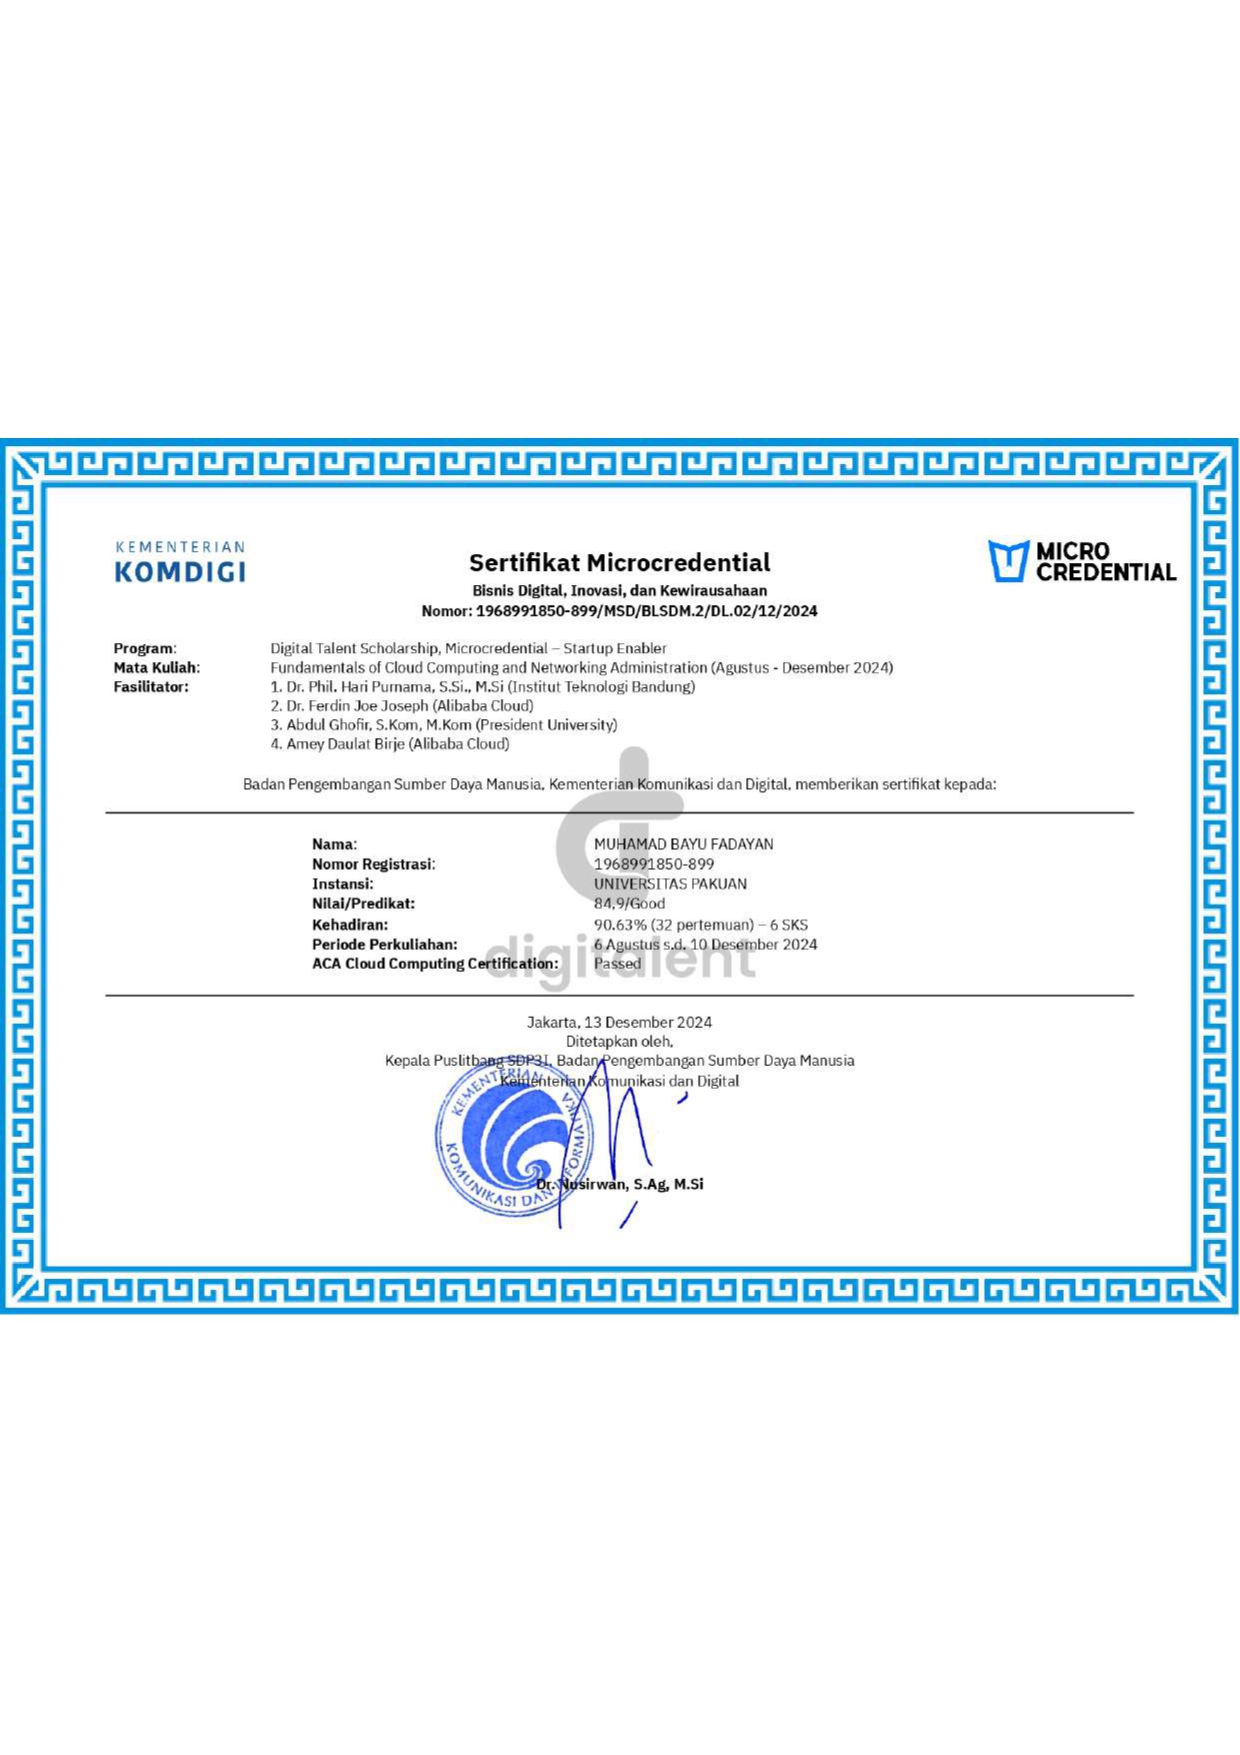 KEMENTERIAN
KOMDIGI
MICRO
CREDENTIAL
Sertifikat Microcredential
Bisnis Digital, Inovasi, dan Kewirausahaan
Nomor: 1968991850-899/MSD/BLSDM.2/DL.02/12/2024
Program: Digital Talent Scholarship, Microcredential – Startup Enabler
Mata Kuliah: Fundamentals of Cloud Computing and Networking Administration (Agustus - Desember 2024)
Fasilitator: 1. Dr. Phil. Hari Purnama, S.Si., M.Si (Institut Teknologi Bandung)
2. Dr. Ferdin Joe Joseph (Alibaba Cloud)
3. Abdul Ghofir, S.Kom, M.Kom (President University)
4. Amey Daulat Birje (Alibaba Cloud)
Badan Pengembangan Sumber Daya Manusia, Kementerian Komunikasi dan Digital, memberikan sertifikat kepada:
Nama: MUHAMAD BAYU FADAYAN
Nomor Registrasi: 1968991850-899
Instansi: UNIVERSITAS PAKUAN
Nilai/Predikat: 84,9/Good
Kehadiran: 90.63% (32 pertemuan) – 6 SKS
Periode Perkuliahan: 6 Agustus s.d. 10 Desember 2024
ACA Cloud Computing Certification: Passed
digitalent
Jakarta, 13 Desember 2024
Ditetapkan oleh,
Kepala Puslitbang SDP3I, Badan Pengembangan Sumber Daya Manusia
Kementerian Komunikasi dan Digital
KEMENTERIAN
KOMUNIKASI DAN INFORMATIKA
Dr. Nusirwan, S.Ag, M.Si